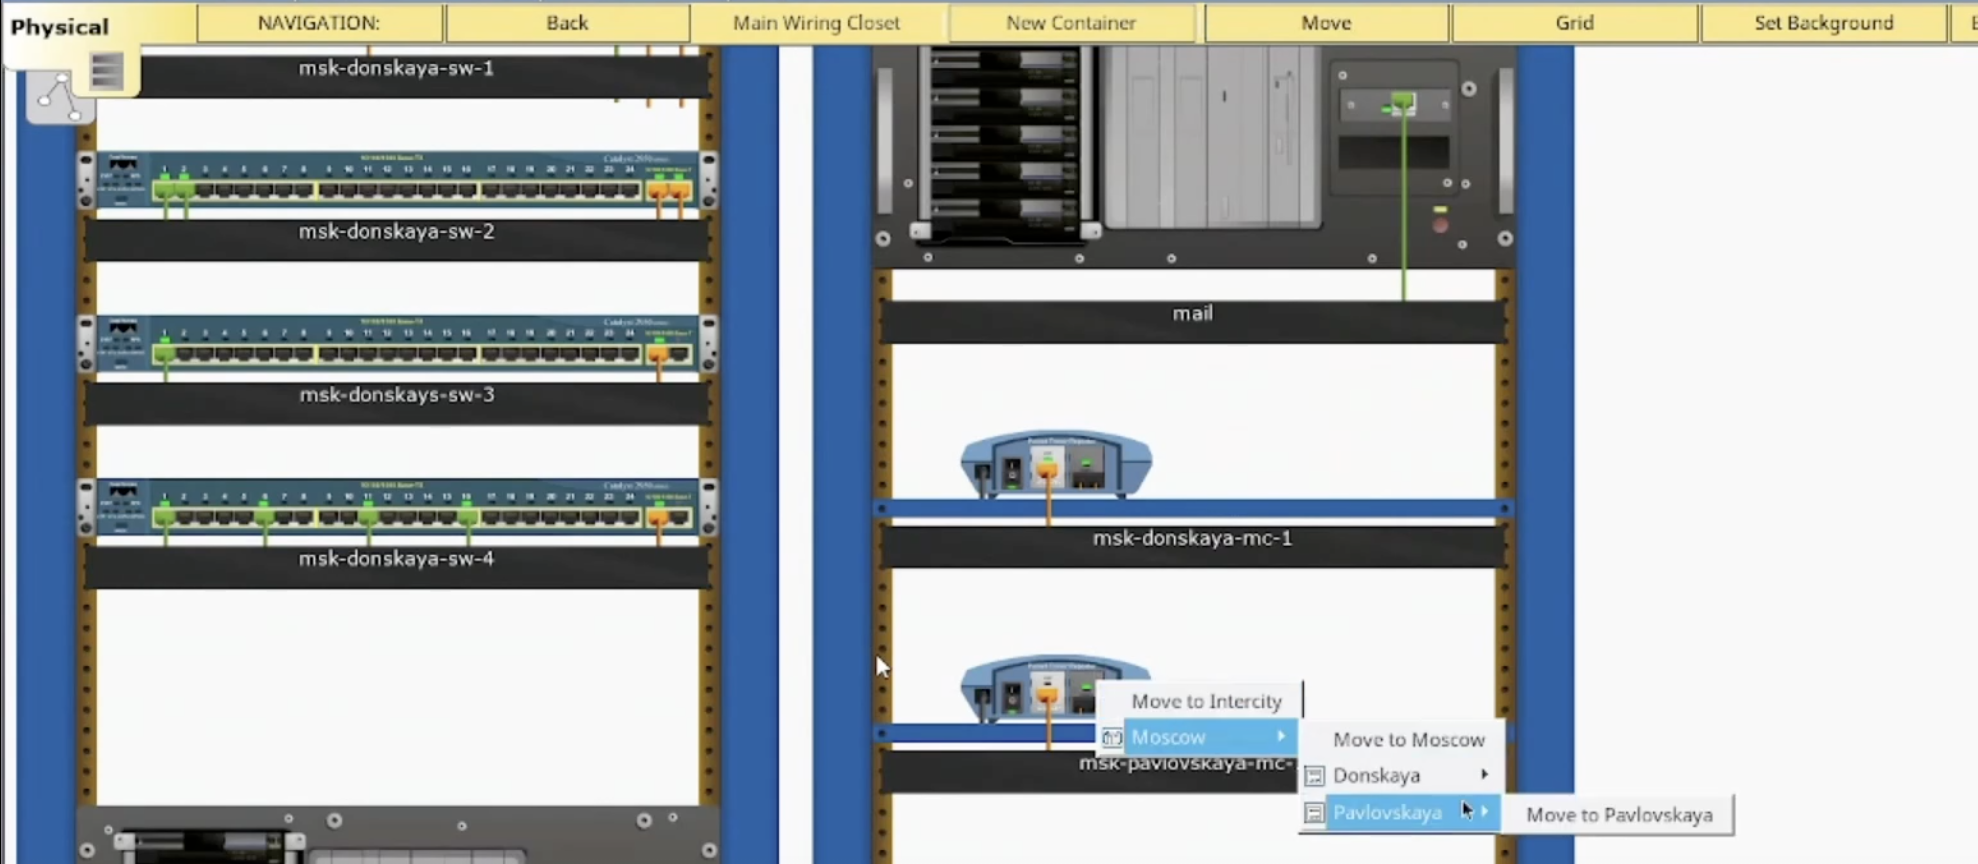 Physical
NAVIGATION:
Back
Main Wiring Closet
New Container
Move
Grid
Set Background
msk-donskaya-sw-1
msk-donskaya-sw-2
msk-donskays-sw-3
msk-donskaya-sw-4
mail
msk-donskaya-mc-1
msk-pavlovskaya-mc-
Move to Intercity
Moscow
Move to Moscow
Donskaya
Pavlovskaya
Move to Pavlovskaya